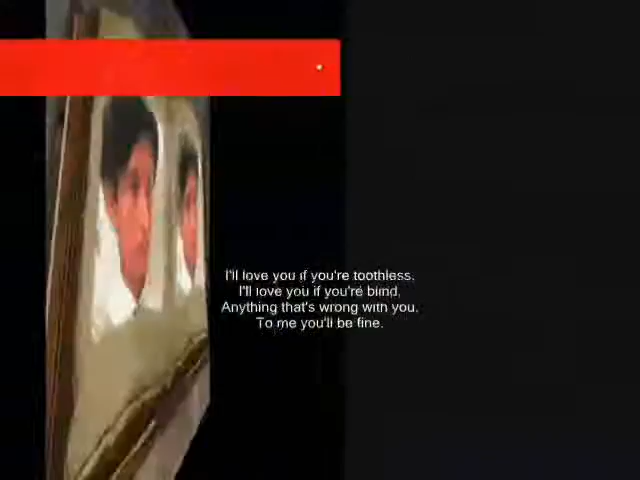 I'll love you if you're toothless.
I'll love you if you're blind,
Anything that's wrong with you.
To me you'll be fine.